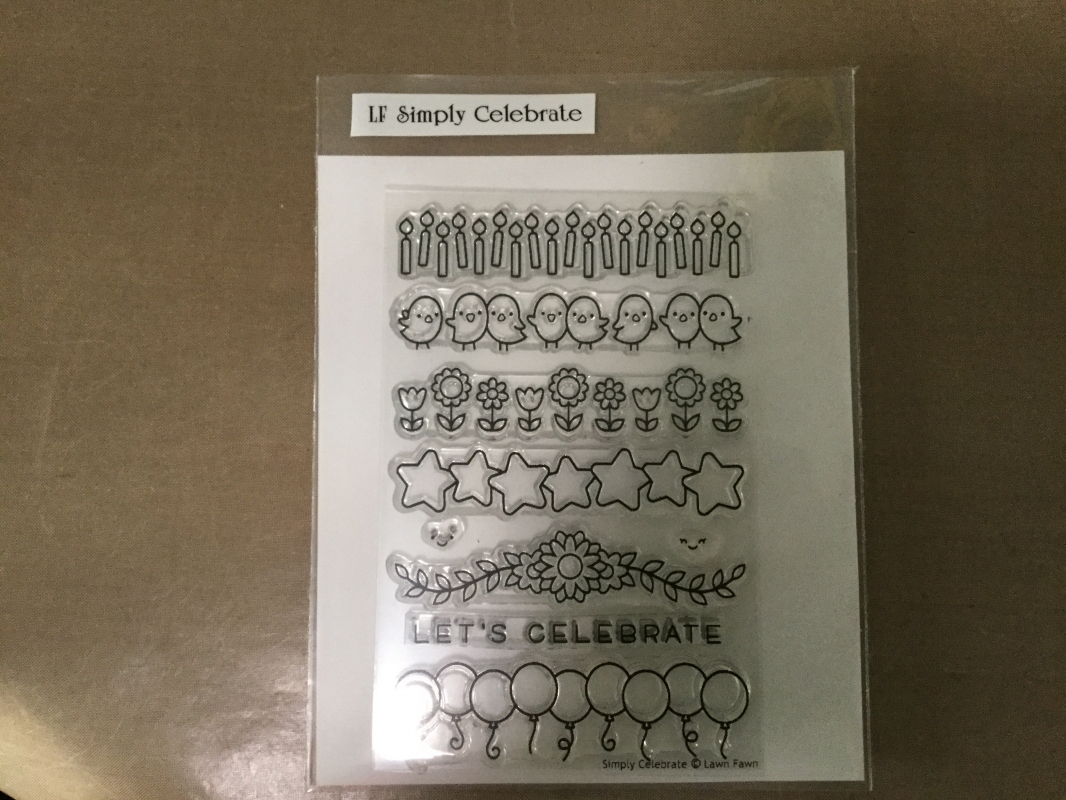 LF Simply Celebrate
LET'S CELEBRATE
Simply Celebrate © Lawn Fawn